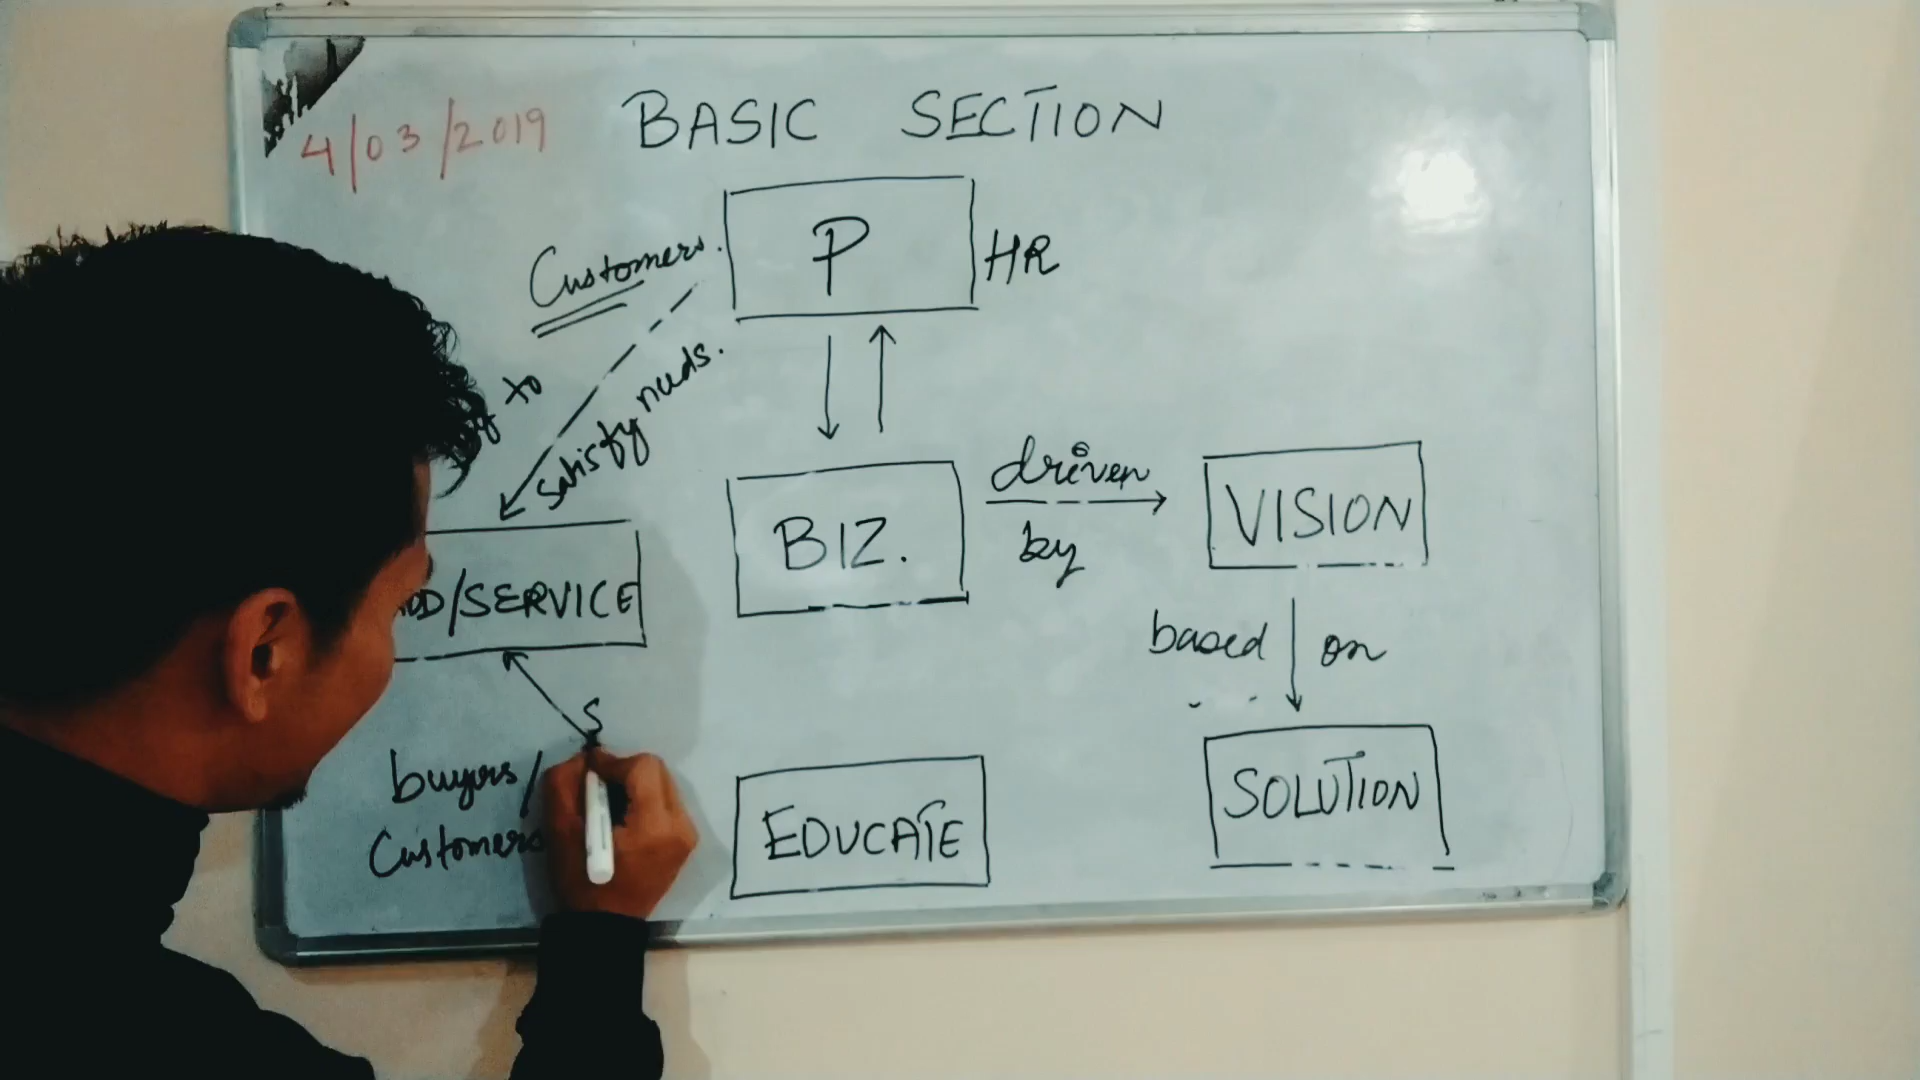 4/03/2019
BASIC SECTION
P
HR
Customers.
to
satisfy needs.
BIZ.
driven
by
VISION
/SERVICE
based on
S
buyers/
Customers
EDUCATE
SOLUTION